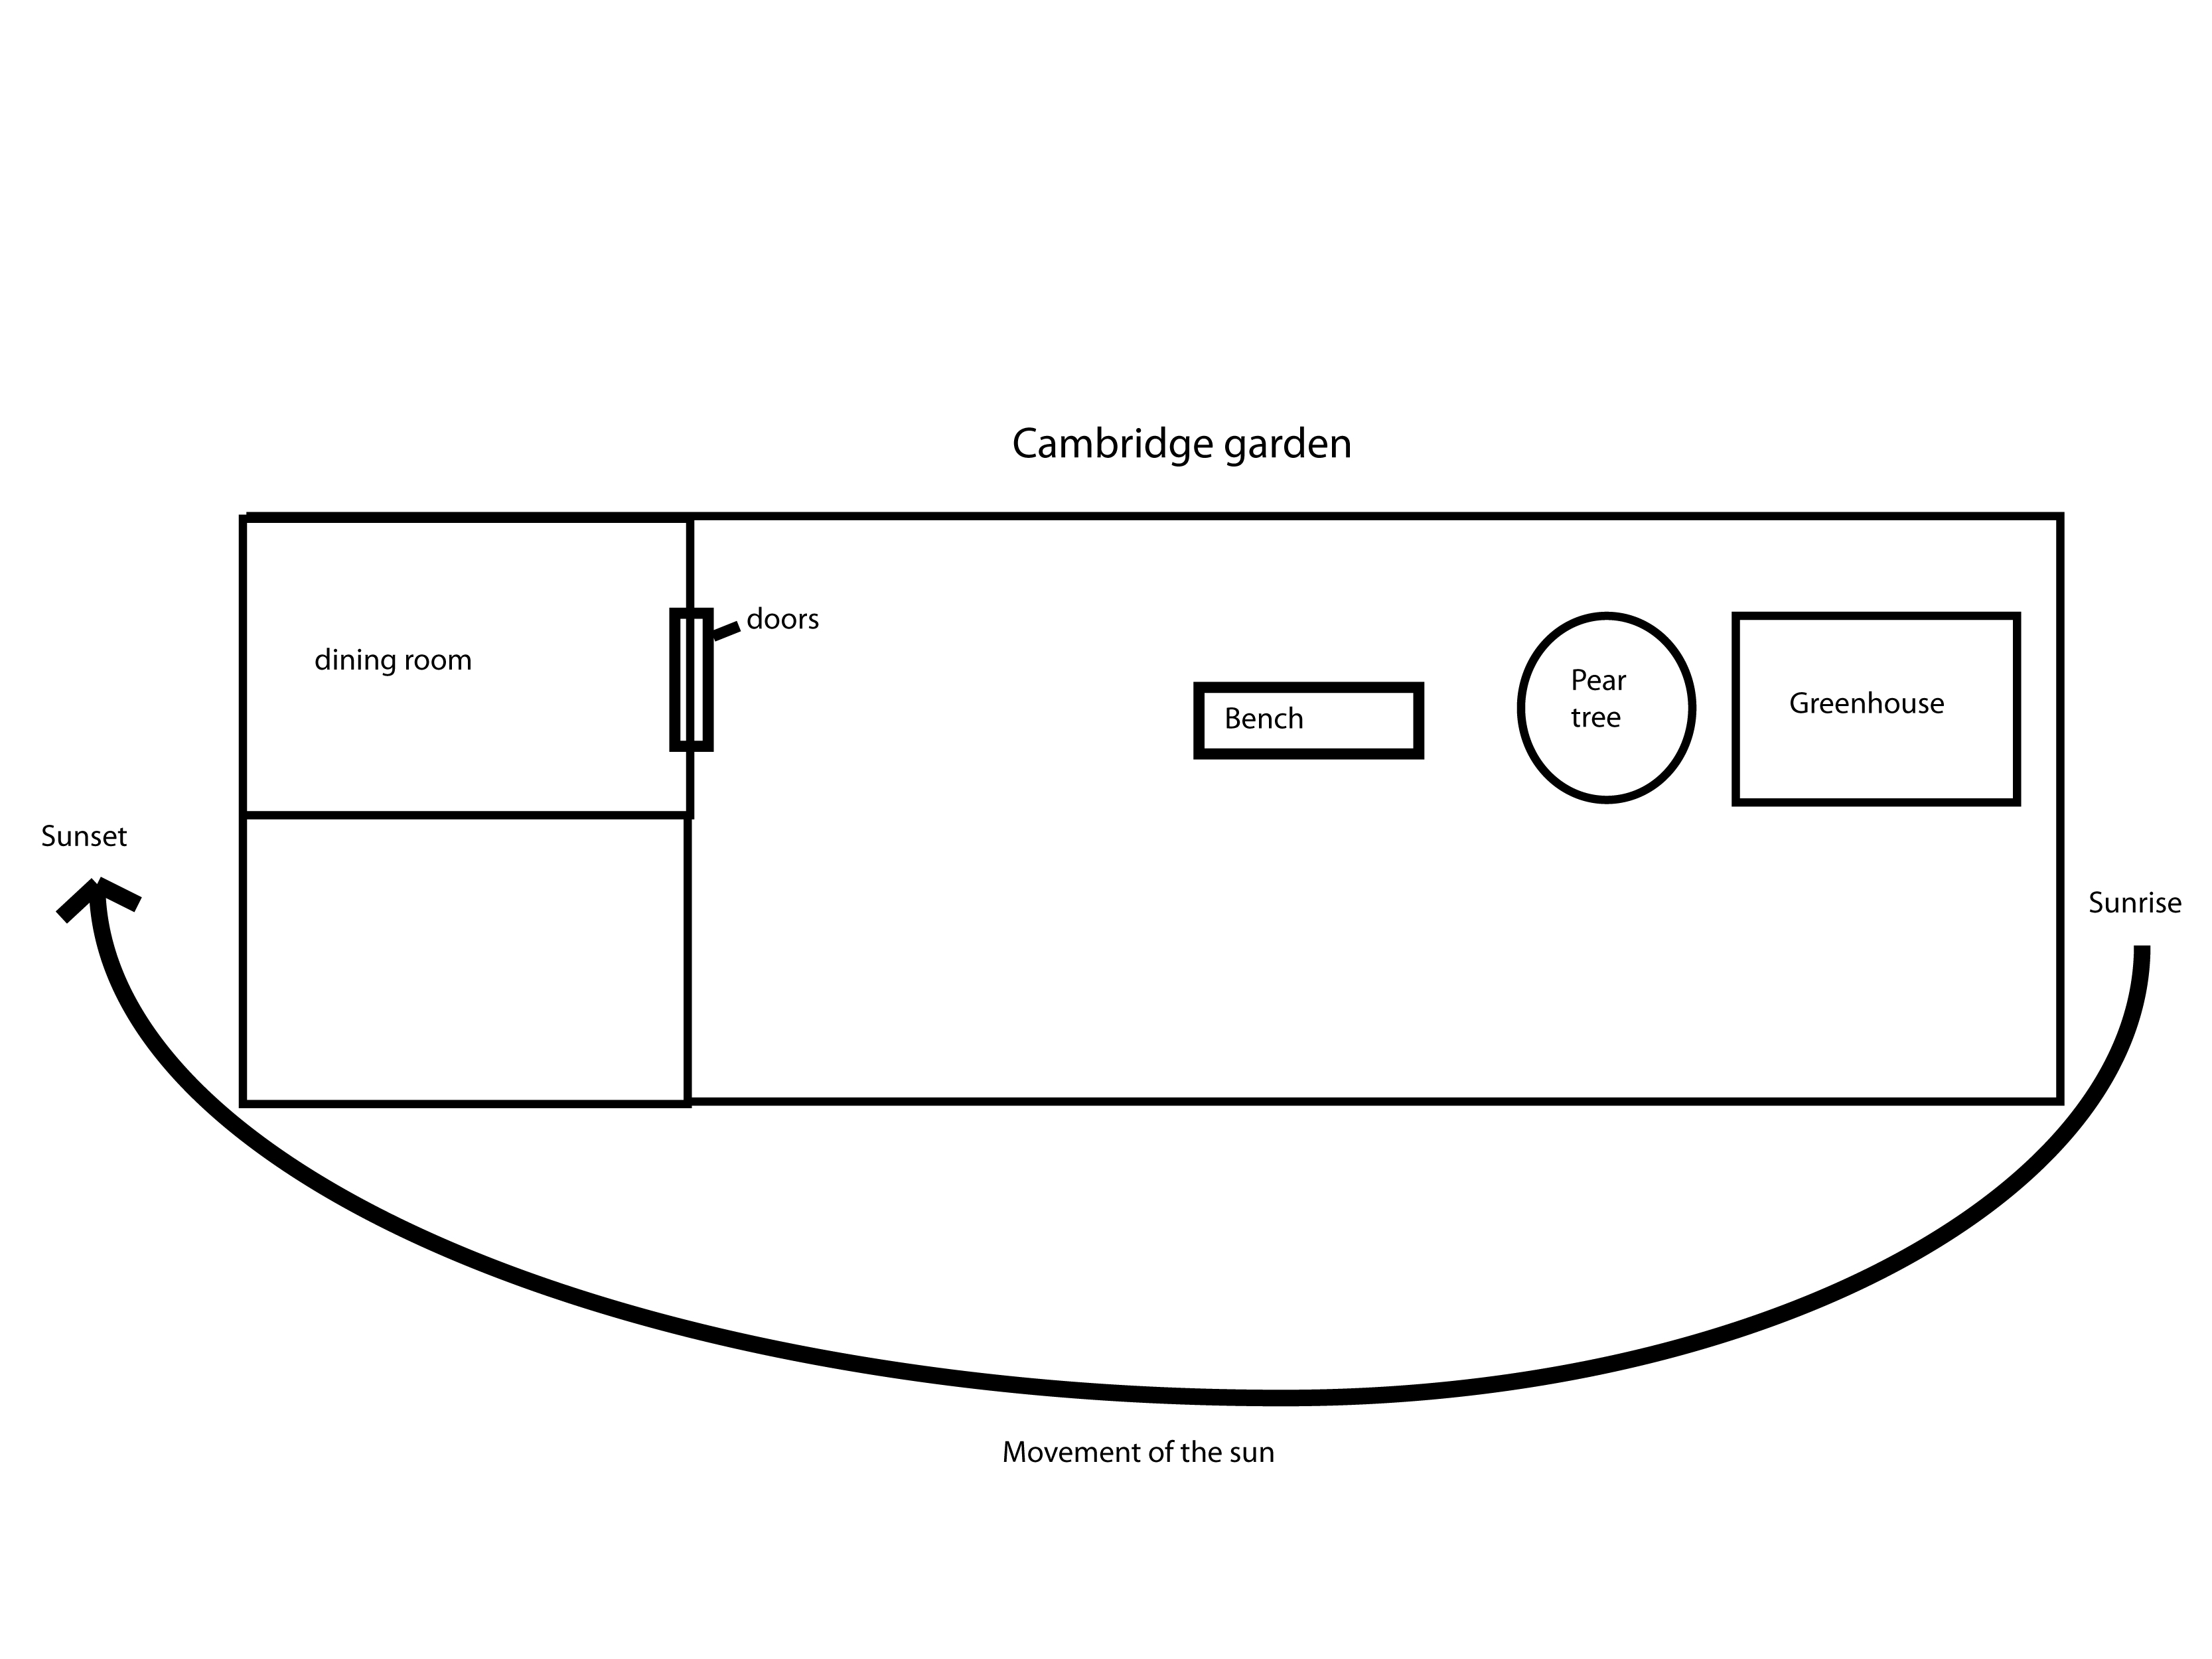 Cambridge garden
doors
dining room
Pear
tree
Greenhouse
Bench
Sunset
Sunrise
Movement of the sun